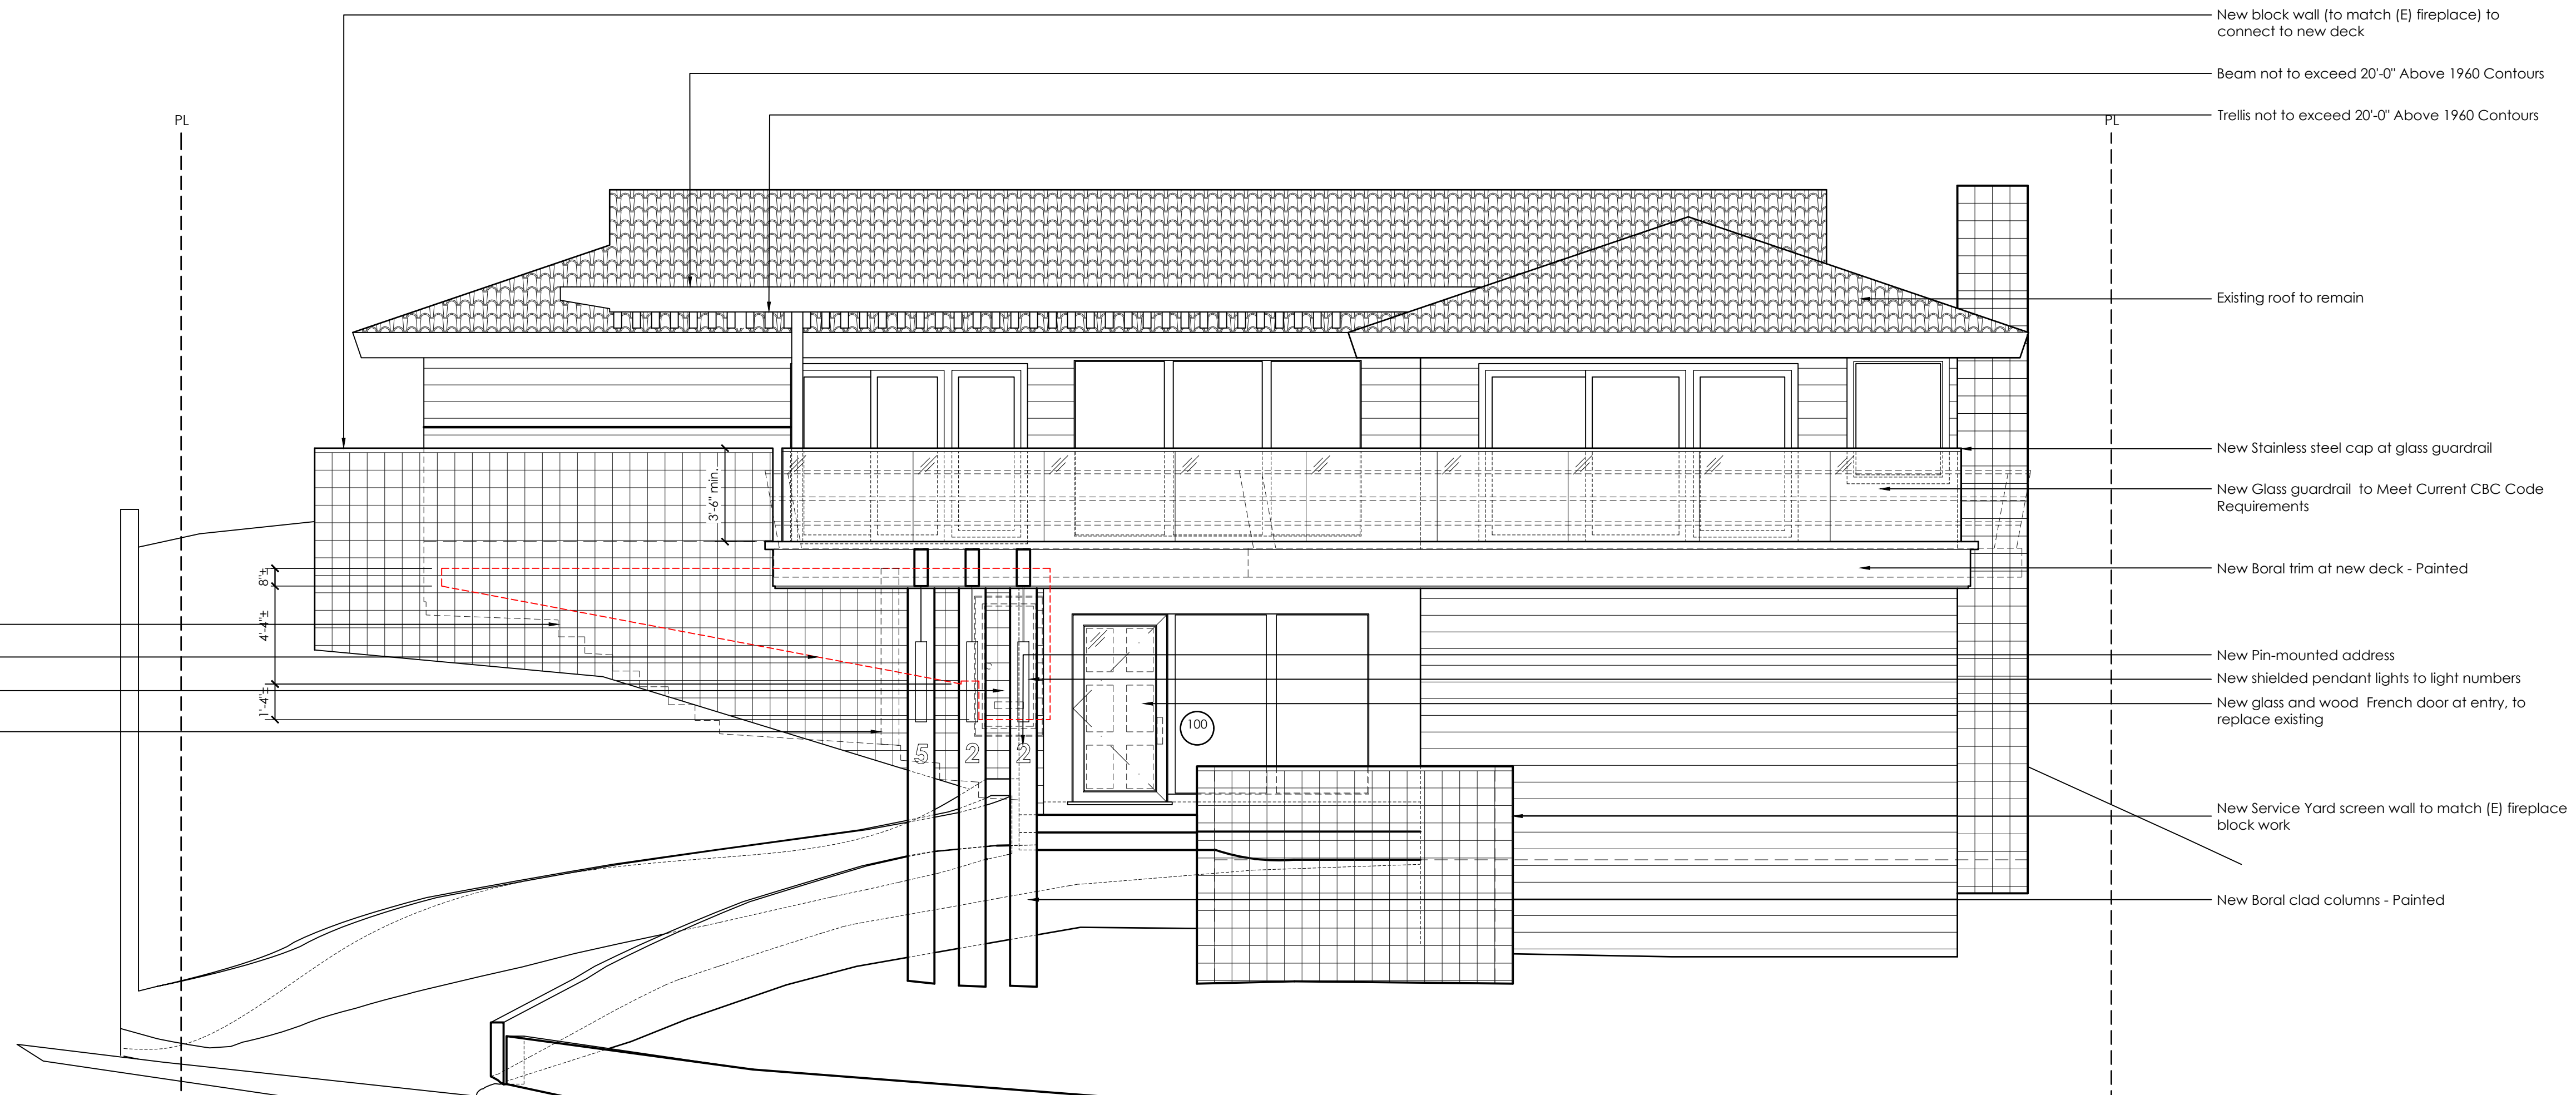 New block wall (to match (E) fireplace) to
connect to new deck
Beam not to exceed 20'-0" Above 1960 Contours
Trellis not to exceed 20'-0" Above 1960 Contours
PL
PL
Existing roof to remain
New Stainless steel cap at glass guardrail
New Glass guardrail to Meet Current CBC Code
Requirements
3'-6" min.
New Boral trim at new deck - Painted
8"±
4'-4"±
1'-4"±
New Pin-mounted address
New shielded pendant lights to light numbers
New glass and wood French door at entry, to
replace existing
100
5 2 2
New Service Yard screen wall to match (E) fireplace
block work
New Boral clad columns - Painted